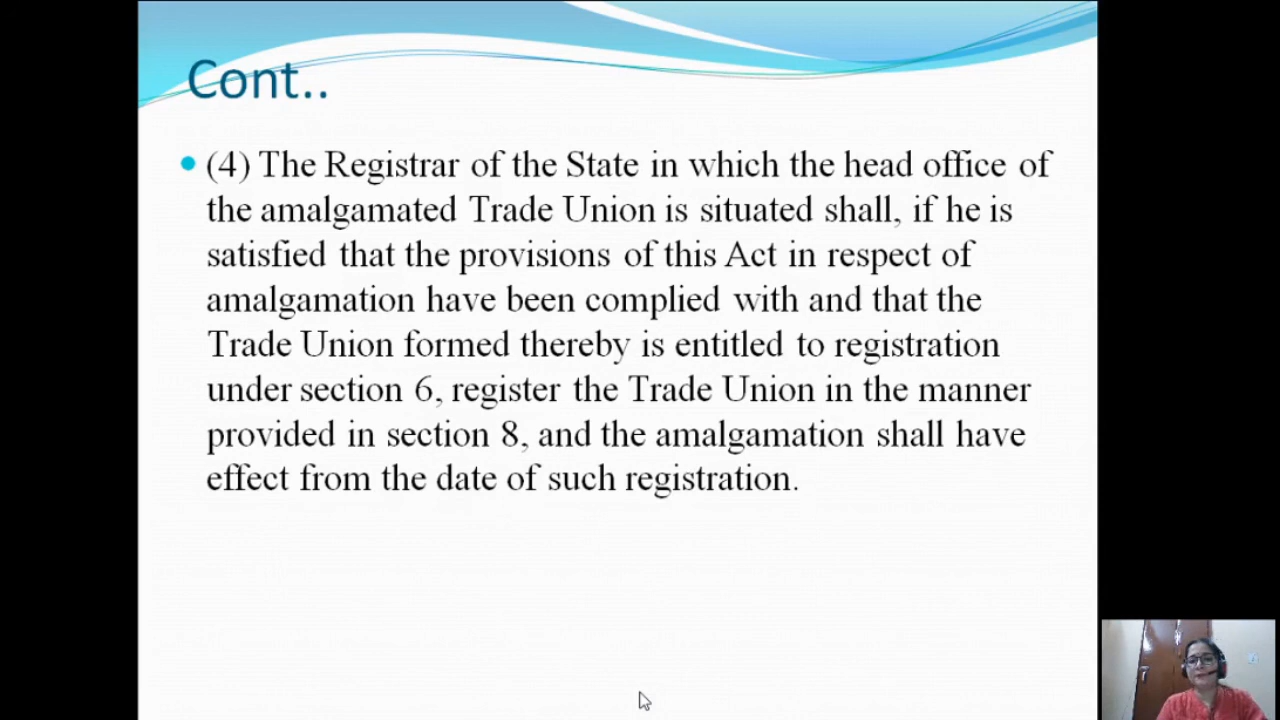 Cont..
(4) The Registrar of the State in which the head office of
the amalgamated Trade Union is situated shall, if he is
satisfied that the provisions of this Act in respect of
amalgamation have been complied with and that the
Trade Union formed thereby is entitled to registration
under section 6, register the Trade Union in the manner
provided in section 8, and the amalgamation shall have
effect from the date of such registration.